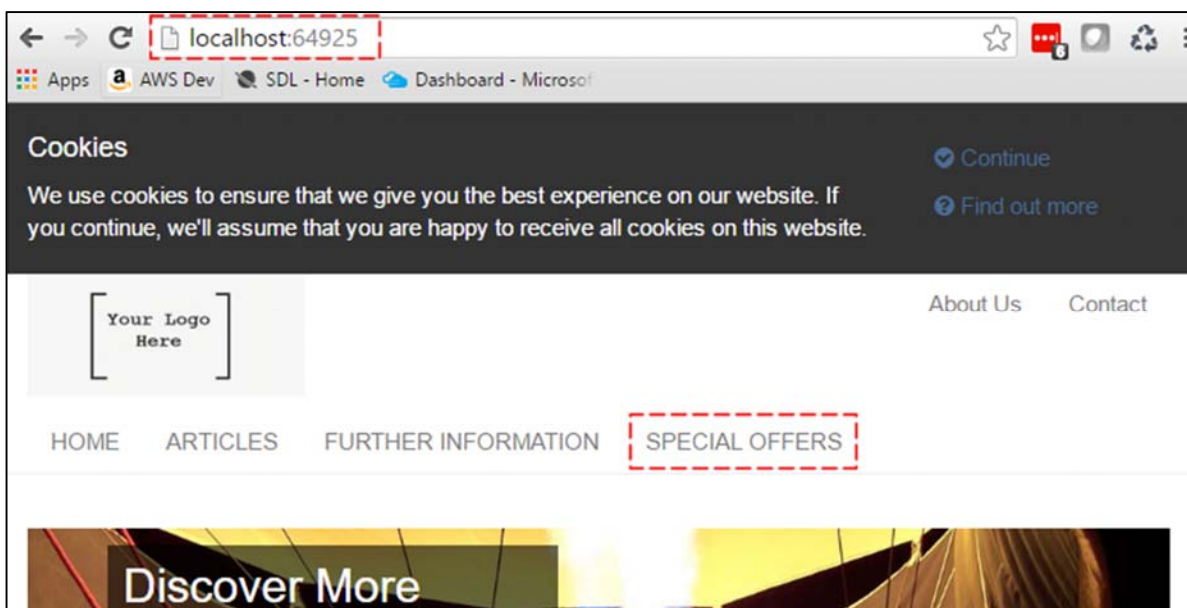 localhost:64925
6
Apps a AWS Dev SDL - Home Dashboard - Microsof
Cookies
We use cookies to ensure that we give you the best experience on our website. If
you continue, we'll assume that you are happy to receive all cookies on this website.
Continue
Find out more
Your Logo
Here
About Us Contact
HOME ARTICLES FURTHER INFORMATION SPECIAL OFFERS
Discover More